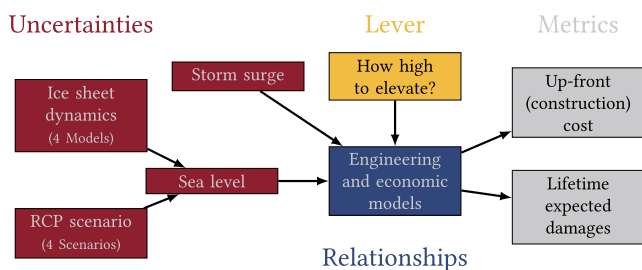 Uncertainties
Lever
Metrics
Ice sheet
dynamics
(4 Models)
Storm surge
How high
to elevate?
Up-front
(construction)
cost
Sea level
Engineering
and economic
models
RCP scenario
(4 Scenarios)
Lifetime
expected
damages
Relationships